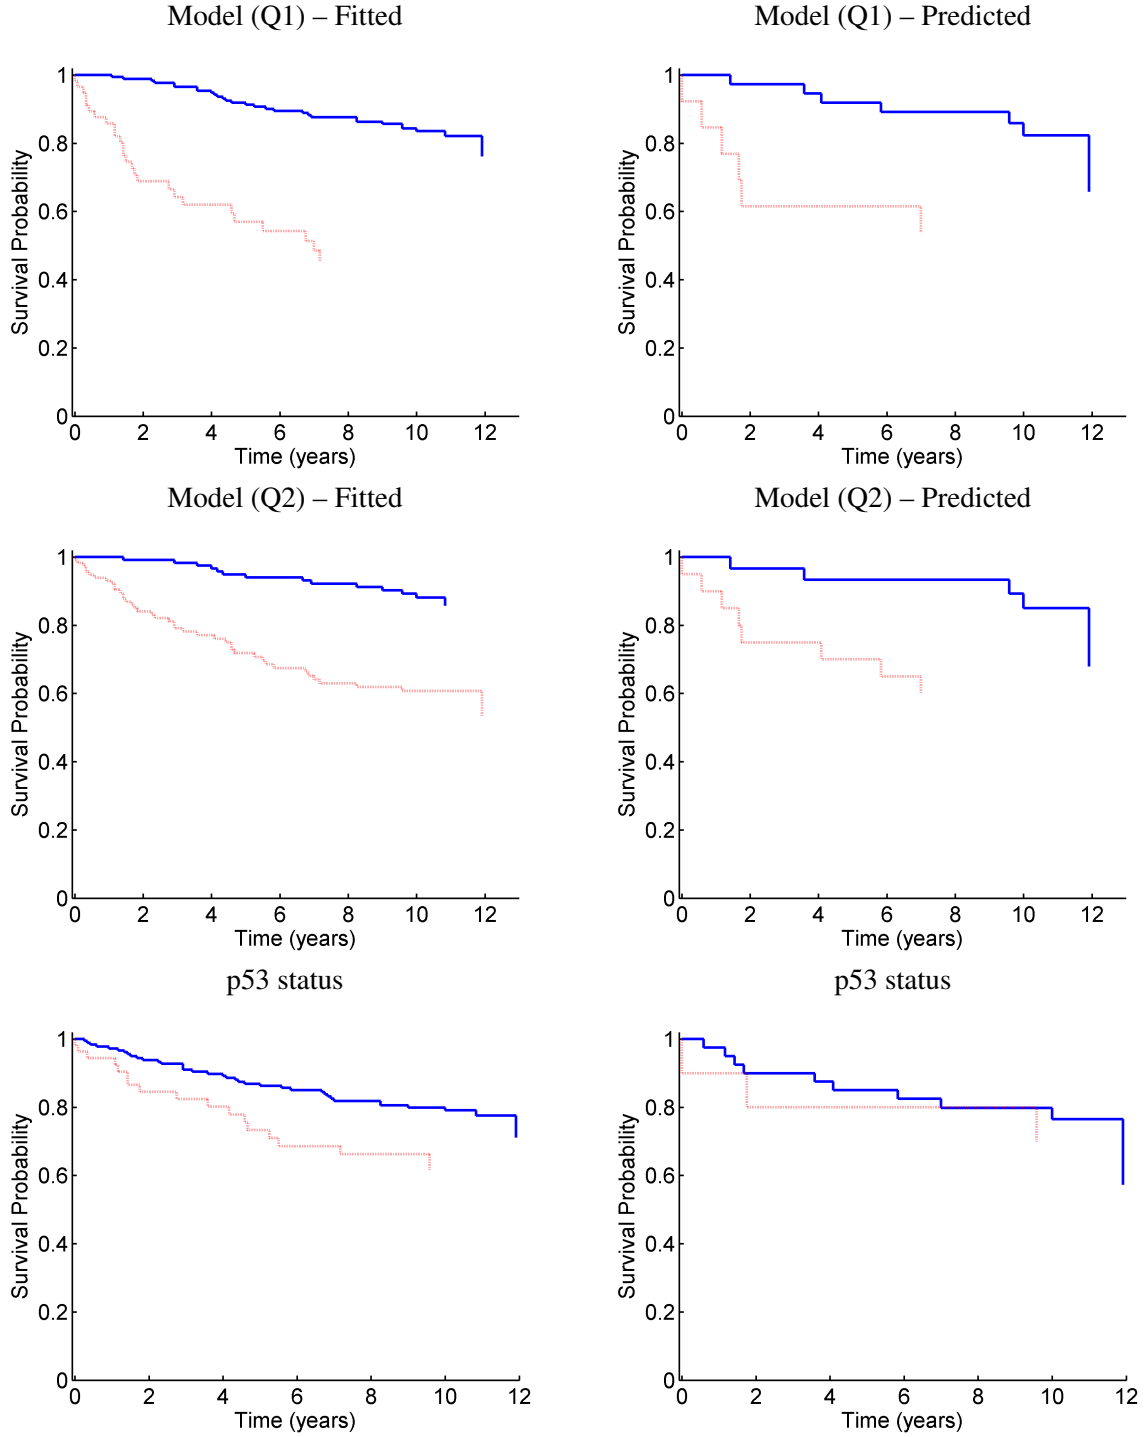 Model (Q1) – Fitted
Model (Q1) – Predicted
1
0.8
0.6
0.4
0.2
0
Survival Probability
0 2 4 6 8 10 12
Time (years)
1
0.8
0.6
0.4
0.2
0
Survival Probability
0 2 4 6 8 10 12
Time (years)
Model (Q2) – Fitted
Model (Q2) – Predicted
1
0.8
0.6
0.4
0.2
0
Survival Probability
0 2 4 6 8 10 12
Time (years)
1
0.8
0.6
0.4
0.2
0
Survival Probability
0 2 4 6 8 10 12
Time (years)
p53 status
p53 status
1
0.8
0.6
0.4
0.2
0
Survival Probability
0 2 4 6 8 10 12
Time (years)
1
0.8
0.6
0.4
0.2
0
Survival Probability
0 2 4 6 8 10 12
Time (years)